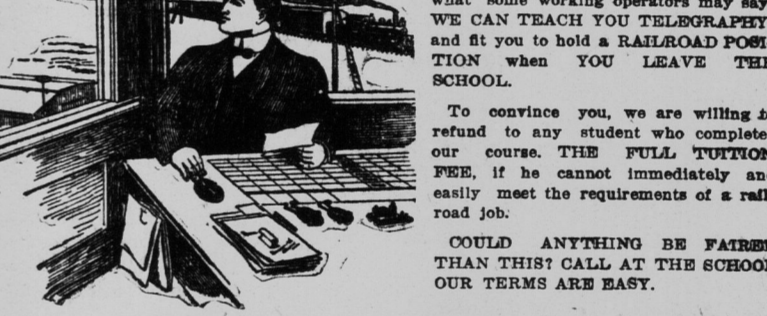 what some working operators may say
WE CAN TEACH YOU TELEGRAPHY
and fit you to hold a RAILROAD POSI
TION when YOU LEAVE THE
SCHOOL.
To convince you, we are willing t
refund to any student who complete
our course. THE FULL TUITION
FEE, if he cannot immediately an
easily meet the requirements of a rail
road job.
COULD ANYTHING BE FAIRER
THAN THIS? CALL AT THE SCHOOL
OUR TERMS ARE EASY.